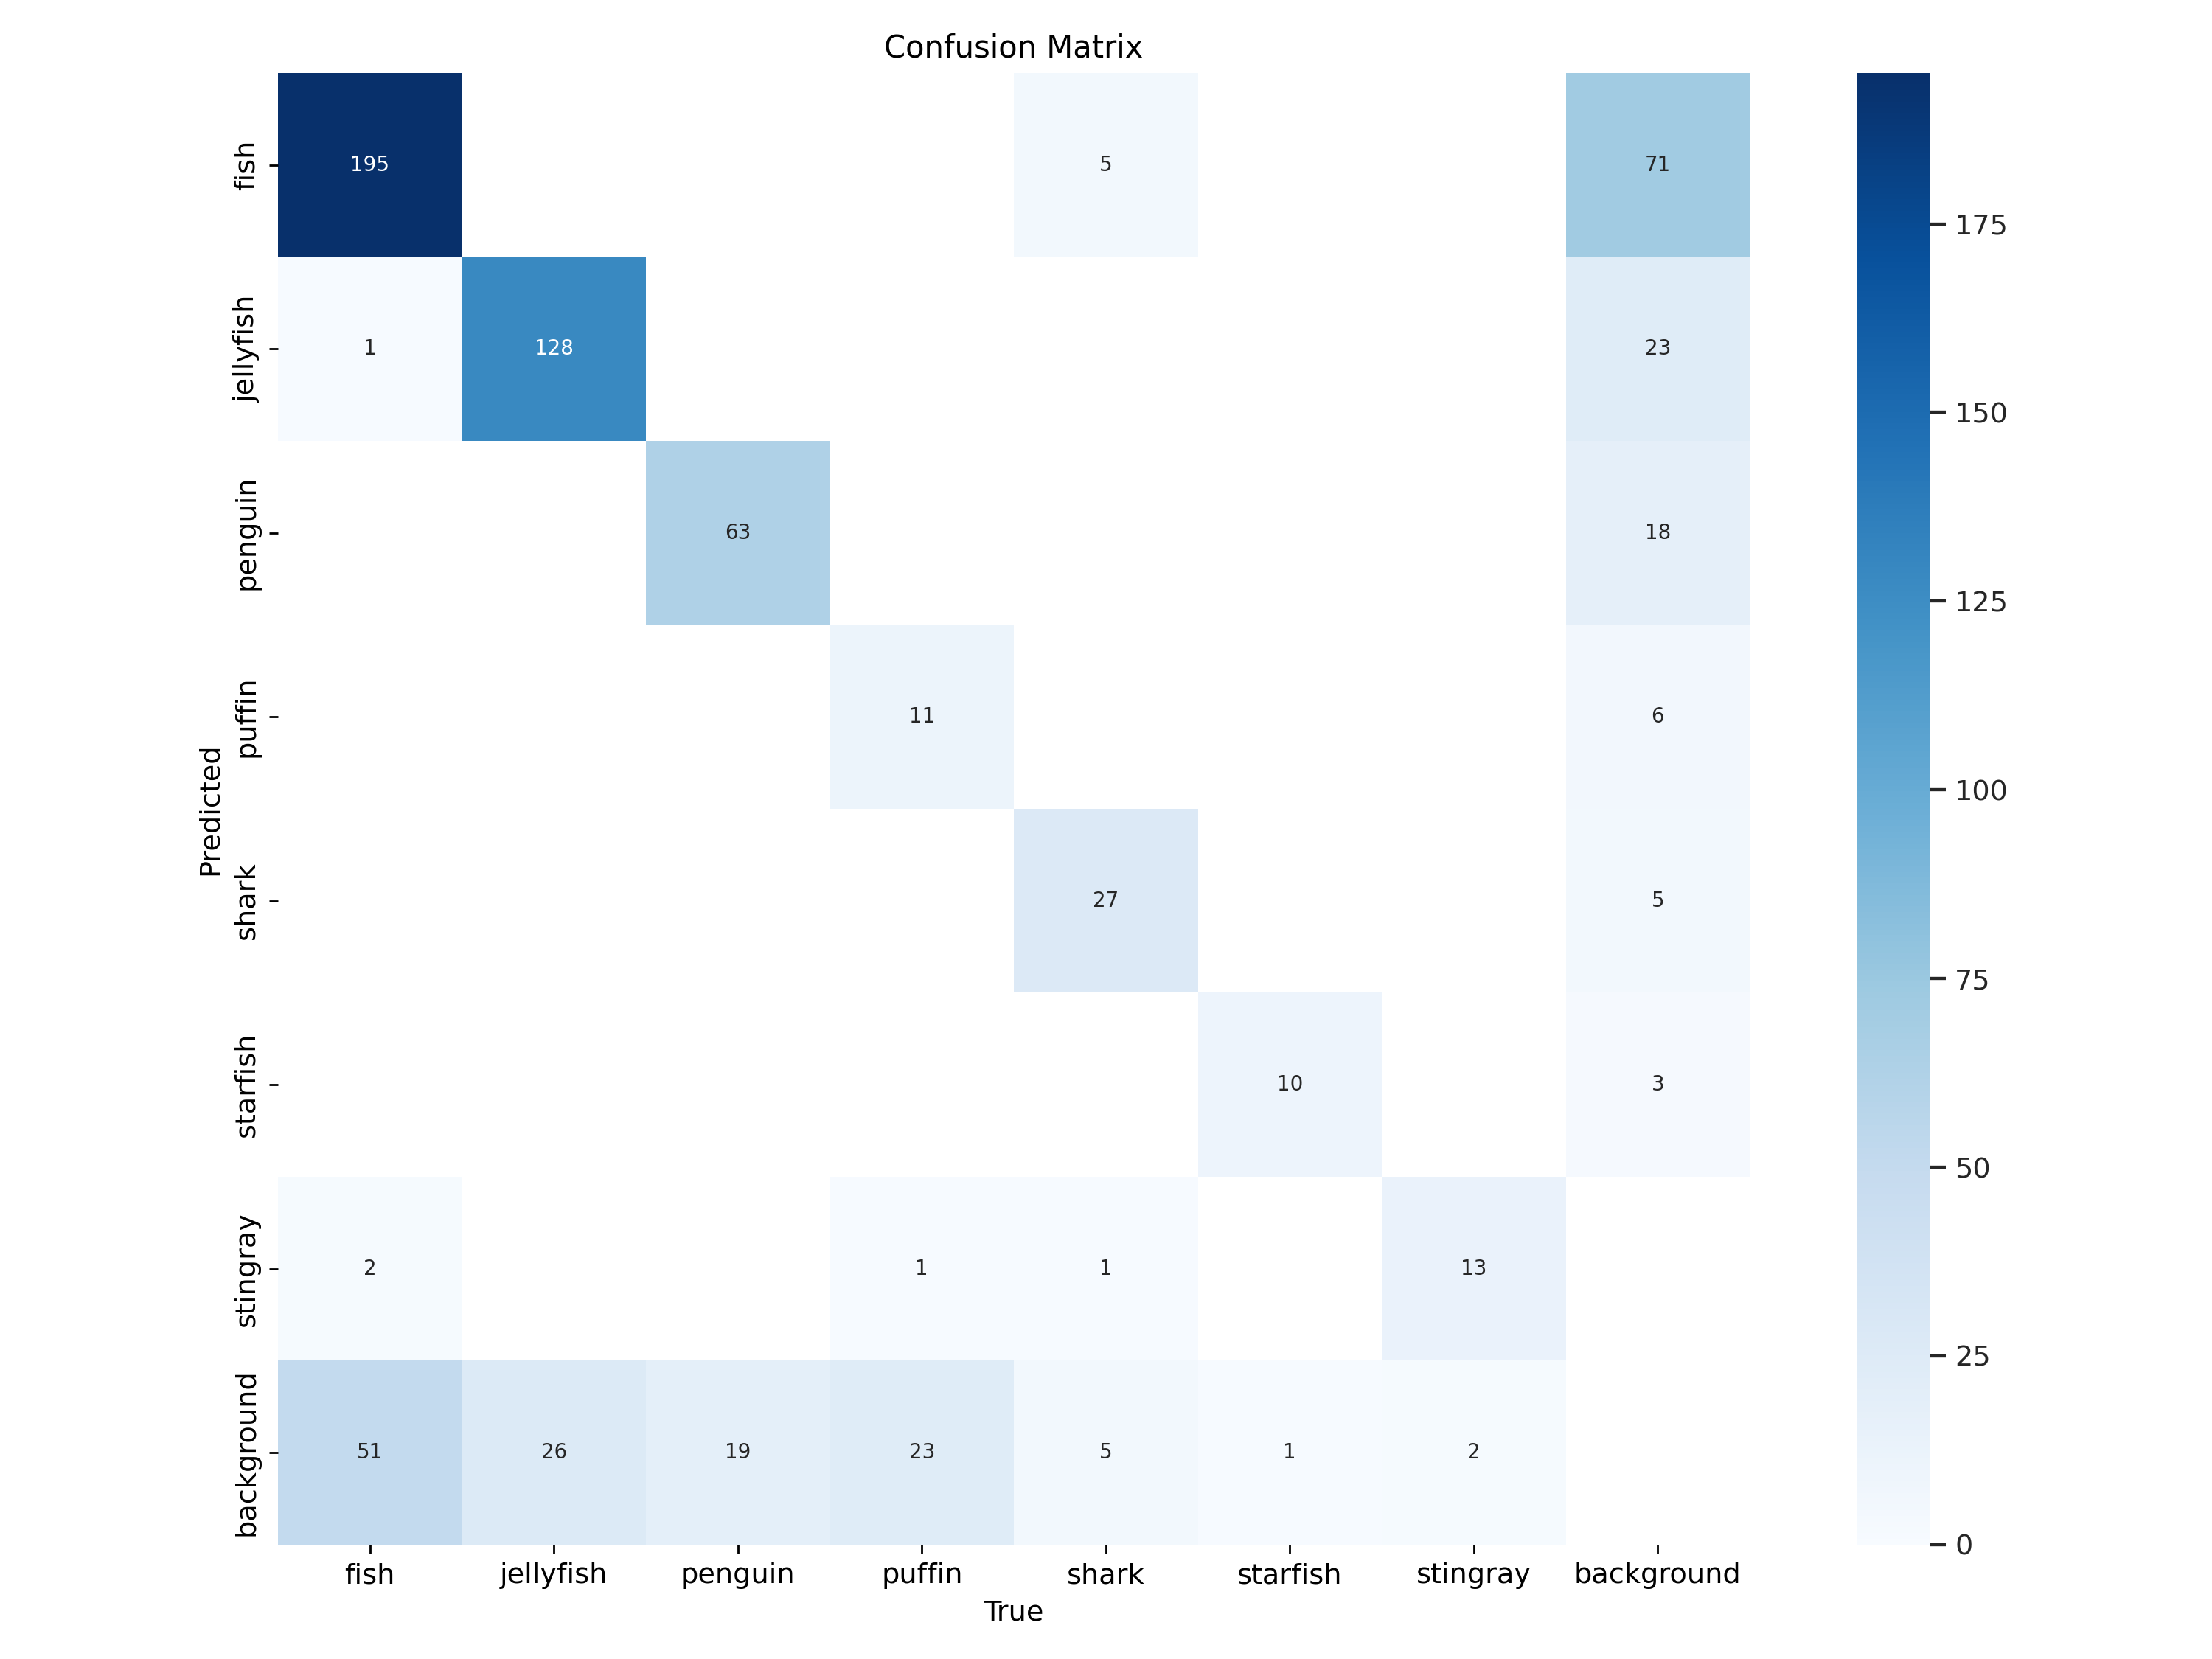 Confusion Matrix
Predicted
fish 195 5 71
jellyfish 1 128 23
penguin 63 18
puffin 11 6
shark 27 5
starfish 10 3
stingray 2 1 1 13
background 51 26 19 23 5 1 2
fish jellyfish penguin puffin shark starfish stingray background
True
175
150
125
100
75
50
25
0